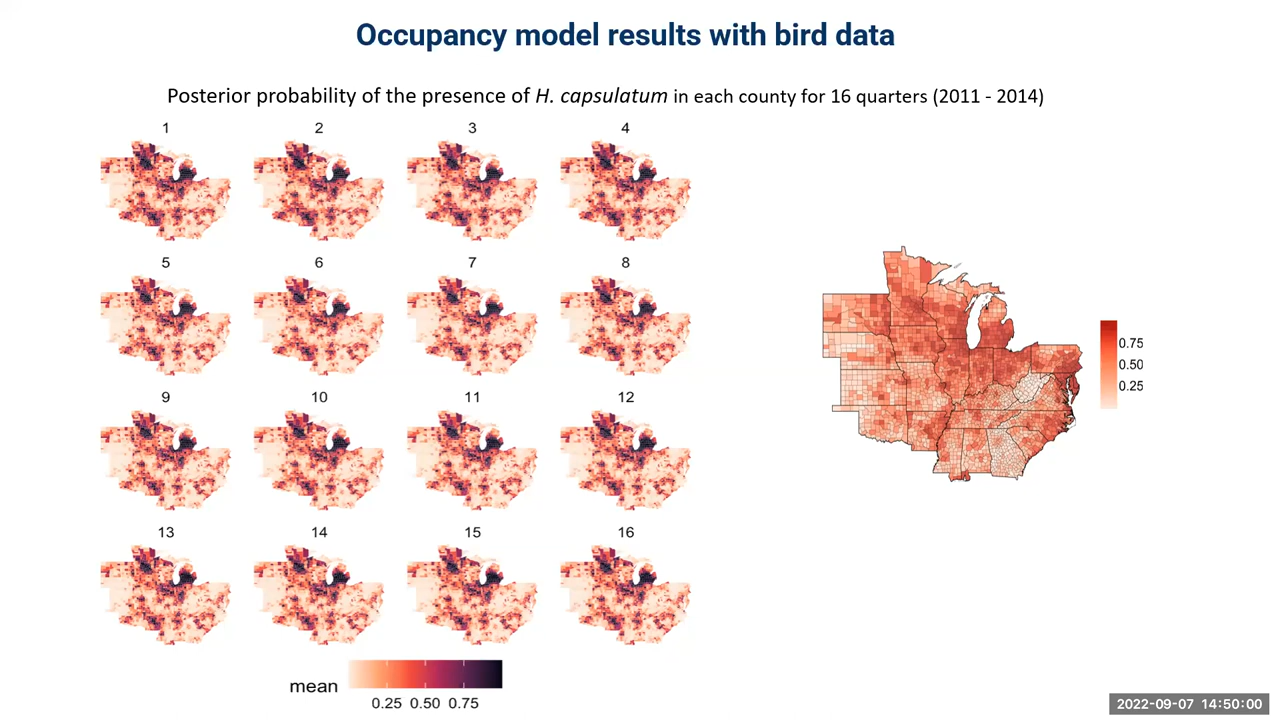 Occupancy model results with bird data
Posterior probability of the presence of H. capsulatum in each county for 16 quarters (2011 - 2014)
1 2 3 4
5 6 7 8
9 10 11 12
13 14 15 16
mean
0.25 0.50 0.75
0.75
0.50
0.25
2022-09-07 14:50:00